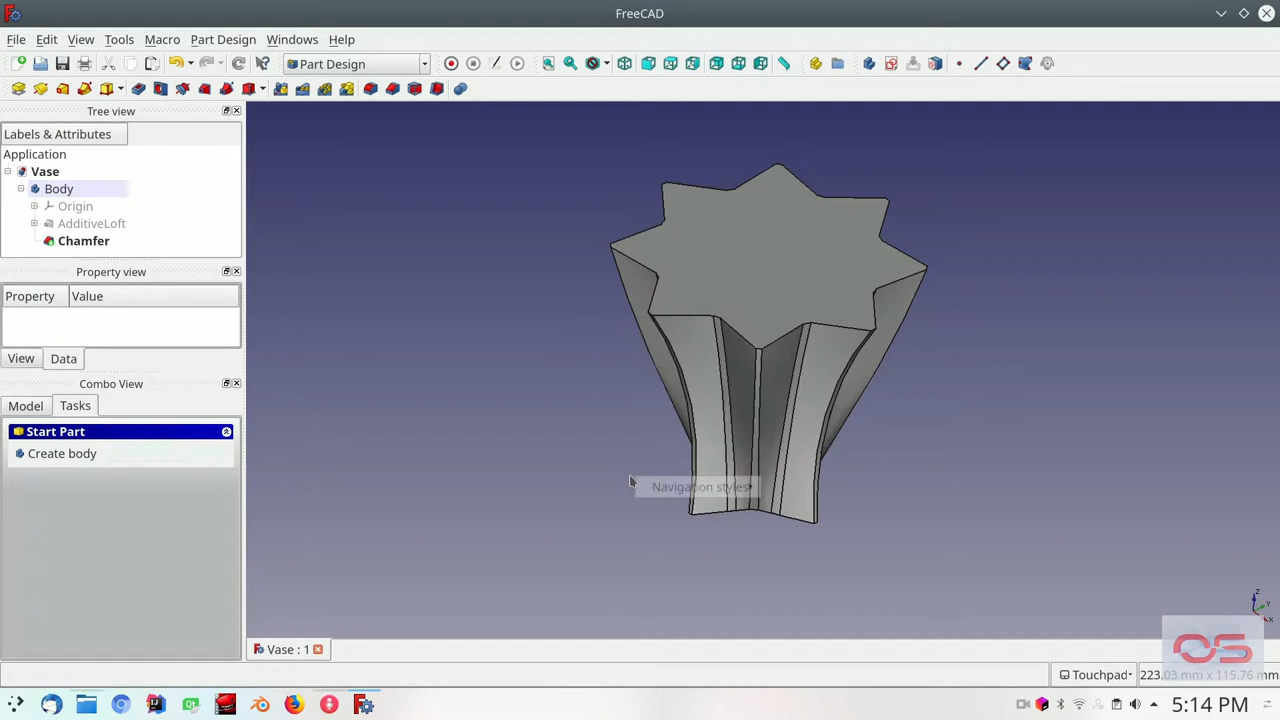 FreeCAD
File Edit View Tools Macro Part Design Windows Help
Part Design
Tree view
Labels & Attributes
Application
Vase
Body
Origin
AdditiveLoft
Chamfer
Property view
Property Value
View Data
Combo View
Model Tasks
Start Part
Create body
Navigation styles
Z
Y
X
OS
Vase : 1
Touchpad
223.03 mm x 115.76 mm
5:14 PM